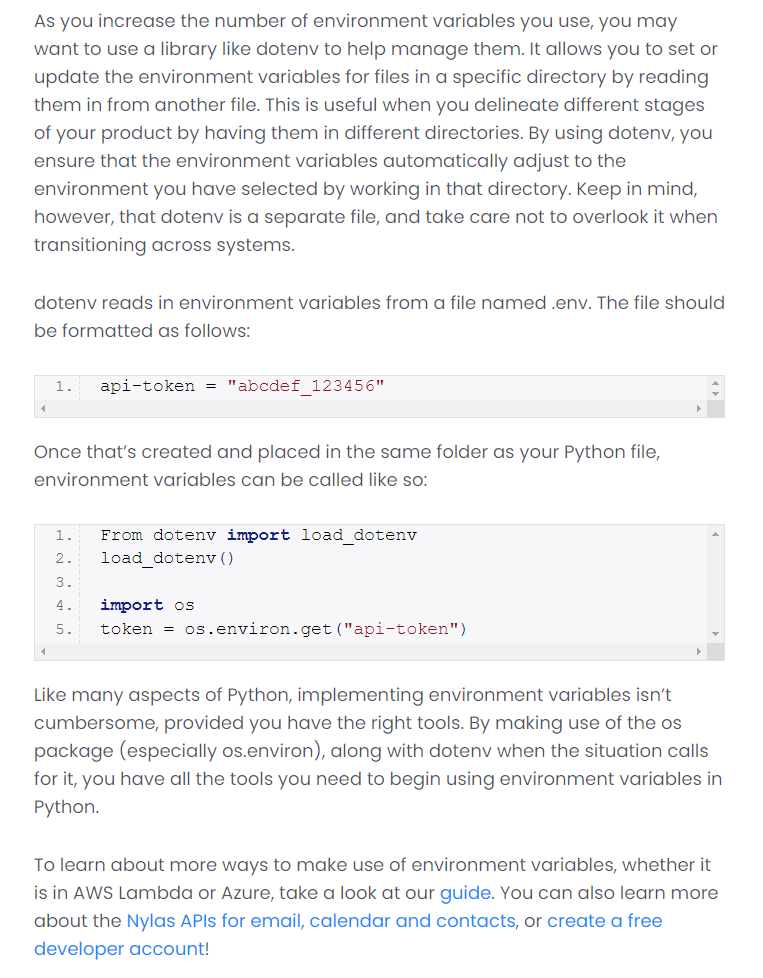 As you increase the number of environment variables you use, you may
want to use a library like dotenv to help manage them. It allows you to set or
update the environment variables for files in a specific directory by reading
them in from another file. This is useful when you delineate different stages
of your product by having them in different directories. By using dotenv, you
ensure that the environment variables automatically adjust to the
environment you have selected by working in that directory. Keep in mind,
however, that dotenv is a separate file, and take care not to overlook it when
transitioning across systems.
dotenv reads in environment variables from a file named .env. The file should
be formatted as follows:
1. api-token = "abcdef_123456"
Once that’s created and placed in the same folder as your Python file,
environment variables can be called like so:
1. From dotenv import load_dotenv
2. load_dotenv()
3.
4. import os
5. token = os.environ.get("api-token")
Like many aspects of Python, implementing environment variables isn’t
cumbersome, provided you have the right tools. By making use of the os
package (especially os.environ), along with dotenv when the situation calls
for it, you have all the tools you need to begin using environment variables in
Python.
To learn about more ways to make use of environment variables, whether it
is in AWS Lambda or Azure, take a look at our guide. You can also learn more
about the Nylas APIs for email, calendar and contacts, or create a free
developer account!